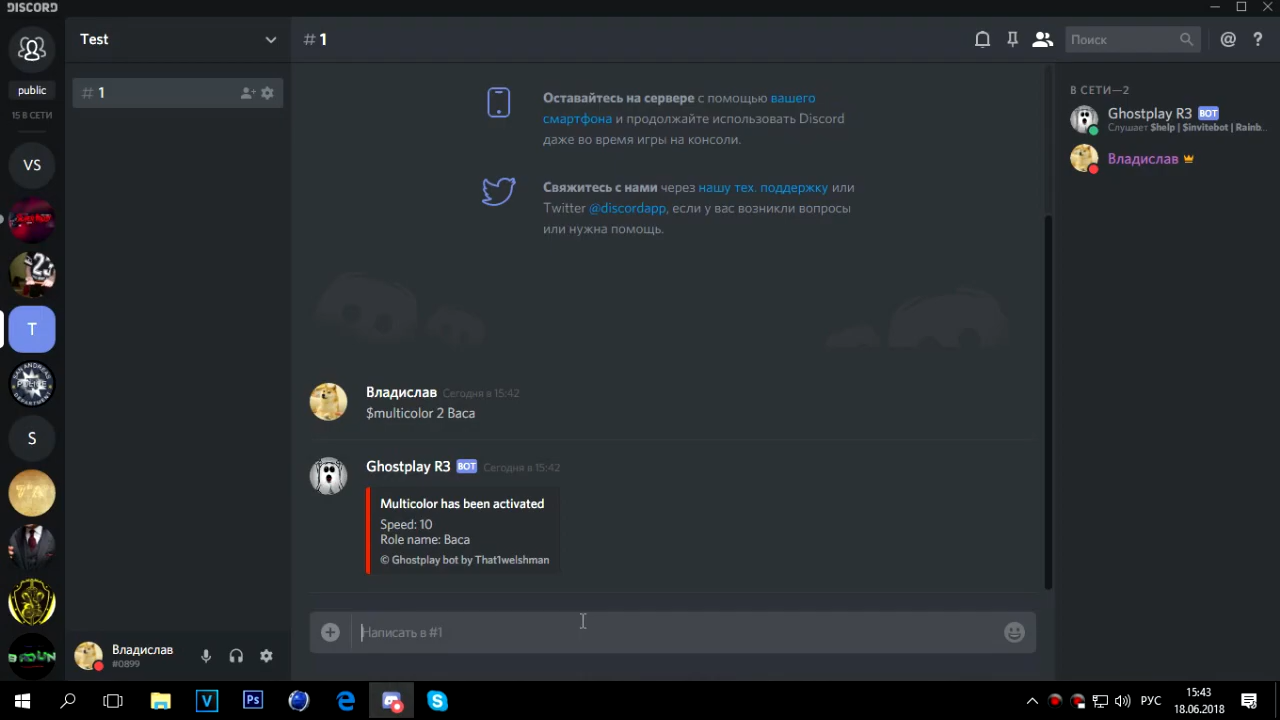 DISCORD
public
15 В СЕТИ
VS
T
S
Test
# 1
Владислав
#0899
# 1
Поиск
Оставайтесь на сервере с помощью вашего
смартфона и продолжайте использовать Discord
даже во время игры на консоли.
Свяжитесь с нами через нашу тех. поддержку или
Twitter @discordapp, если у вас возникли вопросы
или нужна помощь.
Владислав Сегодня в 15:42
$multicolor 2 Baca
Ghostplay R3 BOT Сегодня в 15:42
Multicolor has been activated
Speed: 10
Role name: Baca
© Ghostplay bot by That1welshman
Написать в #1
В СЕТИ—2
Ghostplay R3 BOT
Слушает $help | $invitebot | Rainb...
Владислав
V
Ps
РУС
15:43
18.06.2018